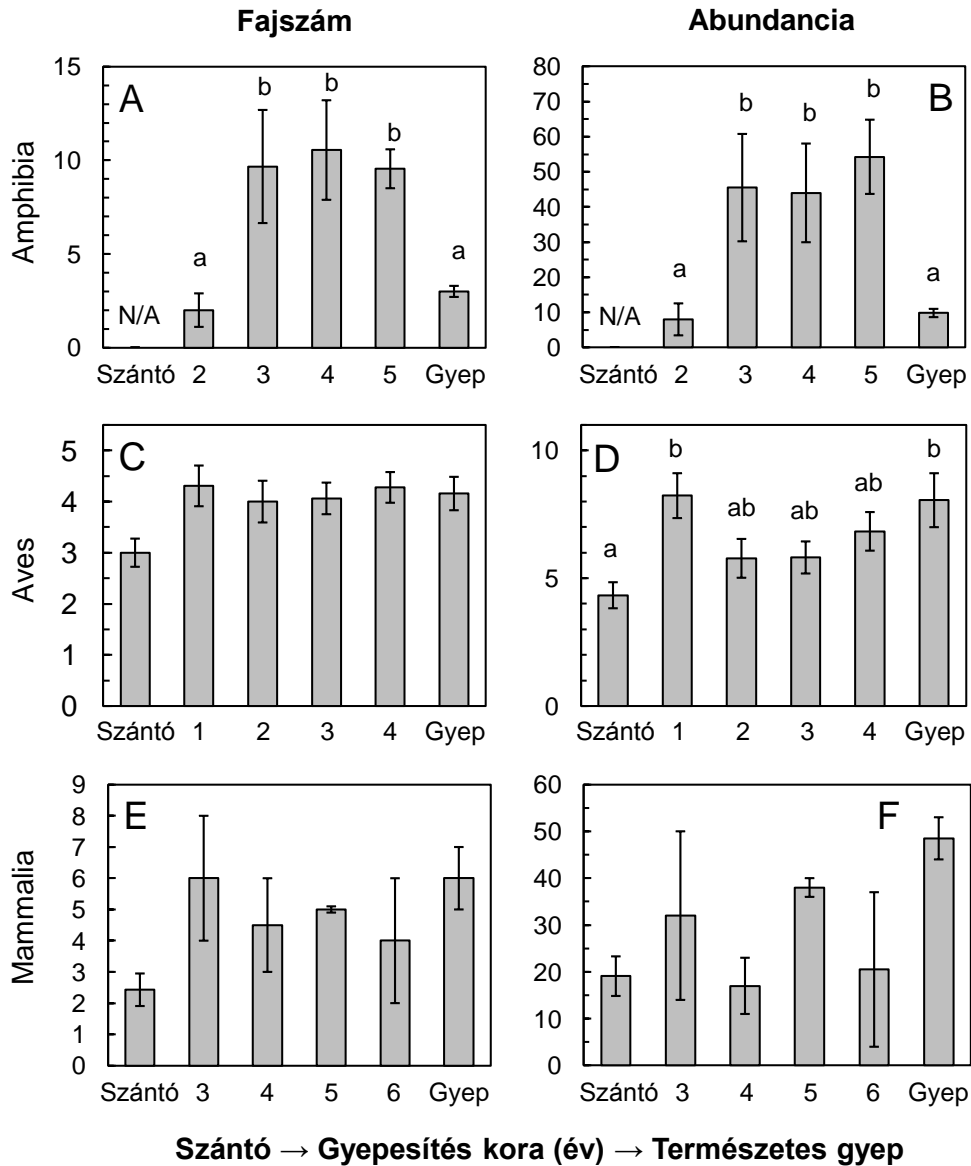 Fajszám
Abundancia
Amphibia
A
15
10
5
0
N/A
a
b
b
b
a
Szántó 2 3 4 5 Gyep
B
80
70
60
50
40
30
20
10
0
N/A
a
b
b
b
a
Szántó 2 3 4 5 Gyep
Aves
C
5
4
3
2
1
0
Szántó 1 2 3 4 Gyep
D
10
5
0
a
b
ab
ab
ab
b
Szántó 1 2 3 4 Gyep
Mammalia
E
9
8
7
6
5
4
3
2
1
0
Szántó 3 4 5 6 Gyep
F
60
50
40
30
20
10
0
Szántó 3 4 5 6 Gyep
Szántó → Gyepesítés kora (év) → Természetes gyep